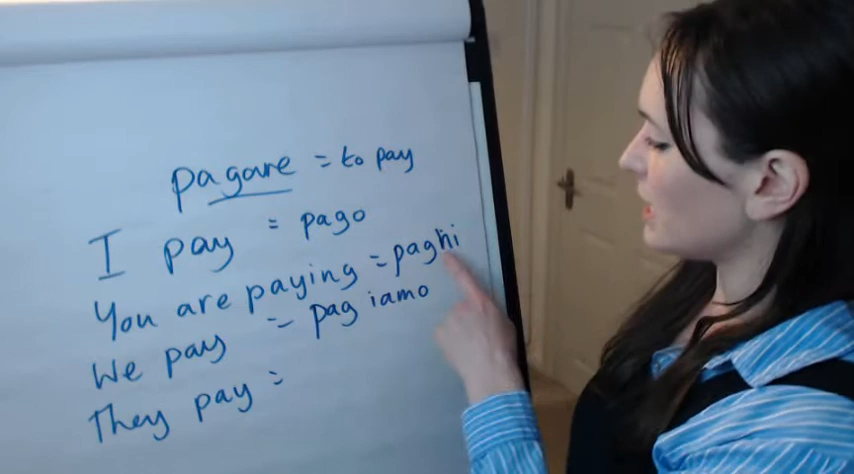 pagare = to pay
I pay = pago
You are paying = paghi
We pay = pag iamo
They pay =